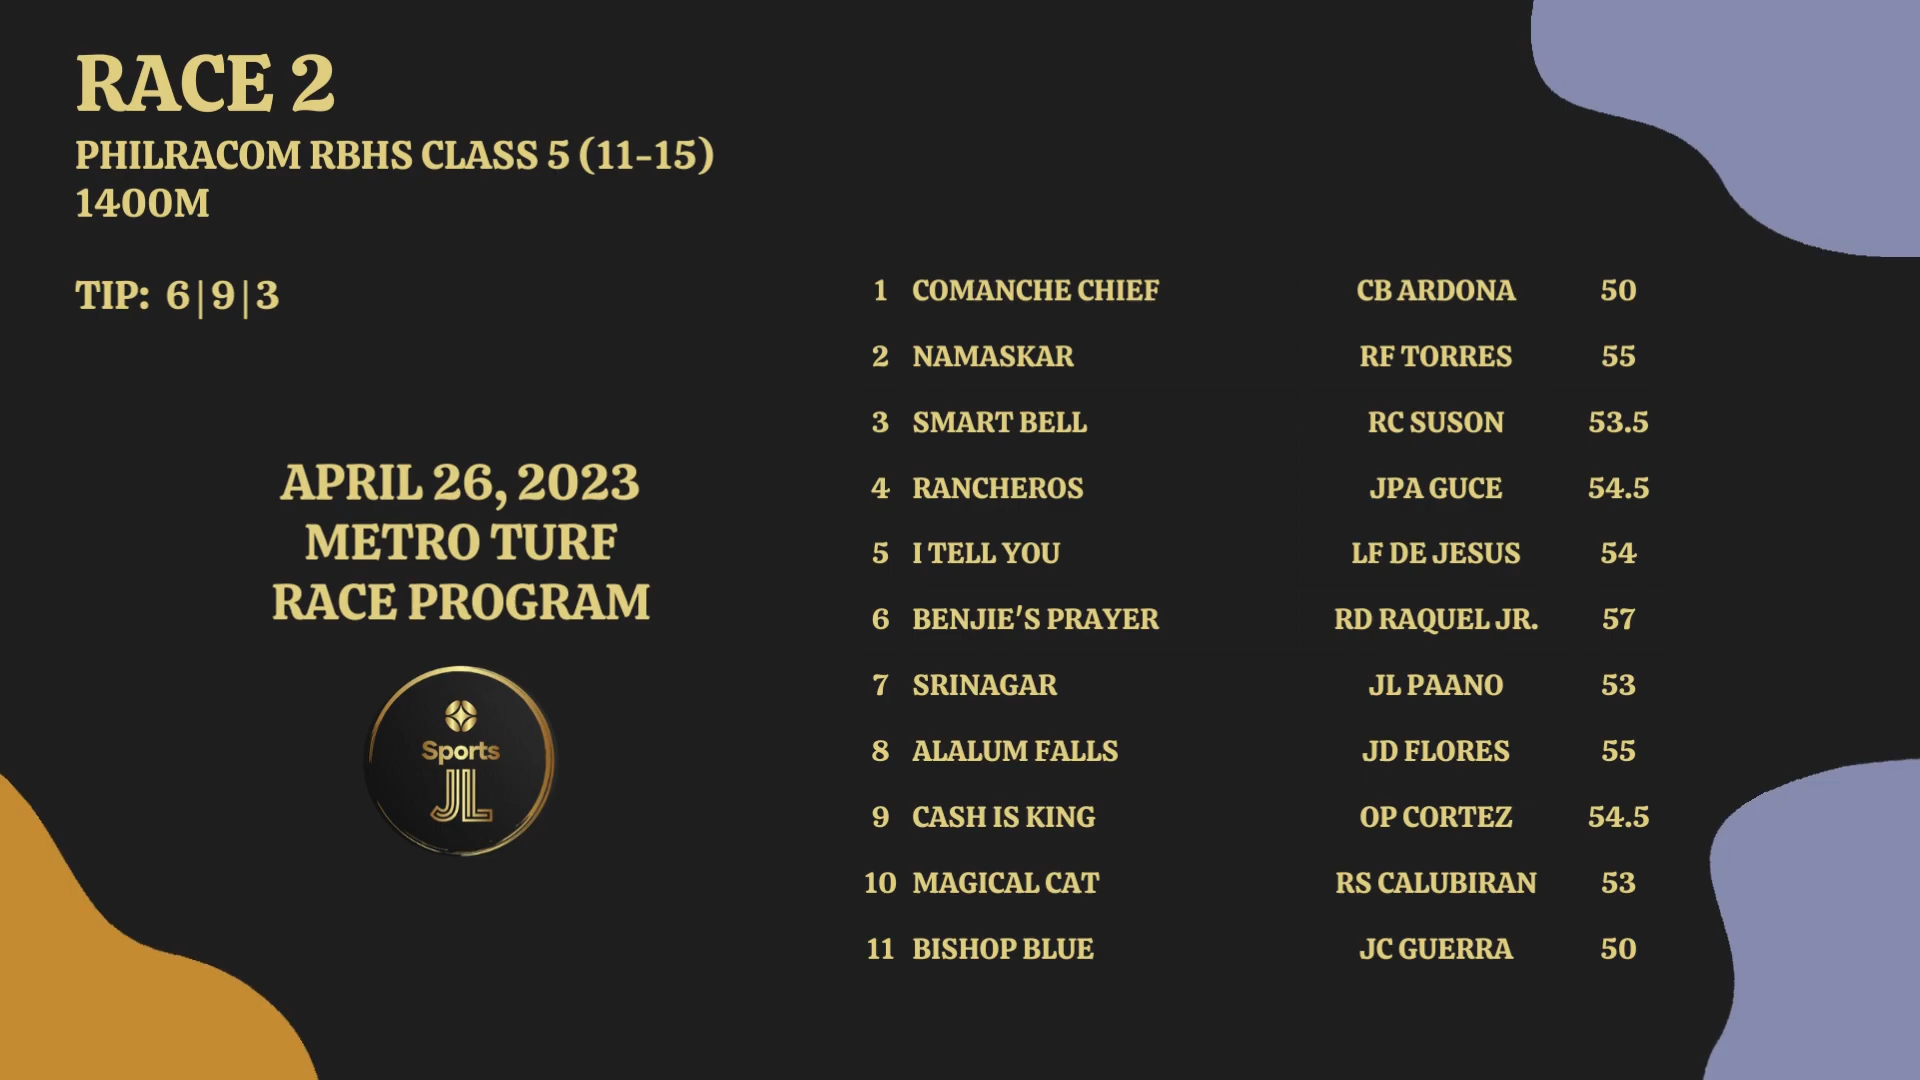 RACE 2
PHILRACOM RBHS CLASS 5 (11-15)
1400M
TIP: 6|9|3
APRIL 26, 2023
METRO TURF
RACE PROGRAM
Sports
JL
1 COMANCHE CHIEF CB ARDONA 50
2 NAMASKAR RF TORRES 55
3 SMART BELL RC SUSON 53.5
4 RANCHEROS JPA GUCE 54.5
5 I TELL YOU LF DE JESUS 54
6 BENJIE'S PRAYER RD RAQUEL JR. 57
7 SRINAGAR JL PAANO 53
8 ALALUM FALLS JD FLORES 55
9 CASH IS KING OP CORTEZ 54.5
10 MAGICAL CAT RS CALUBIRAN 53
11 BISHOP BLUE JC GUERRA 50